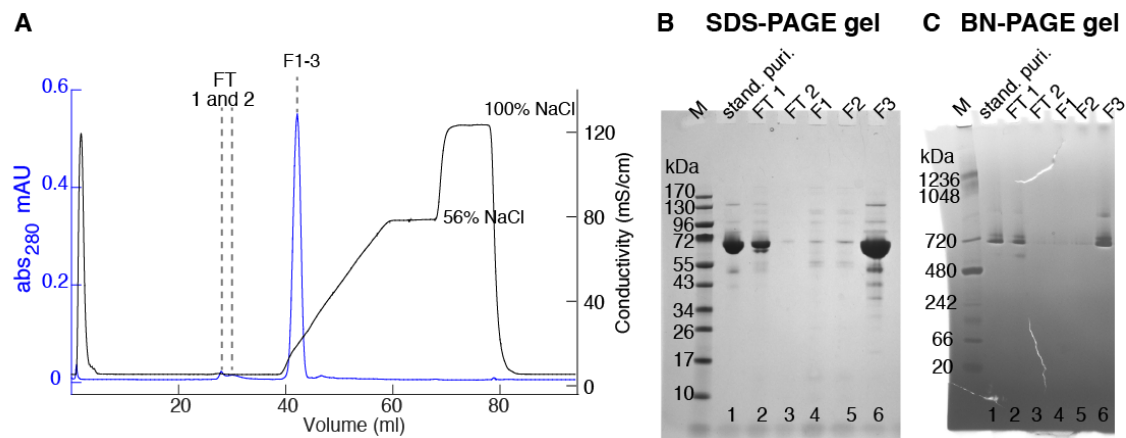 A
FT
1 and 2
F1-3
0.6
0.4
0.2
0
abs280 mAU
100% NaCl
56% NaCl
120
80
40
0
Conductivity (mS/cm)
20
40
60
80
Volume (ml)
B SDS-PAGE gel
M
stand. puri.
FT 1
FT 2
F1
F2
F3
kDa
170
130
96
72
55
43
34
26
17
10
1 2 3 4 5 6
C BN-PAGE gel
M
stand. puri.
FT 1
FT 2
F1
F2
F3
kDa
1236
1048
720
480
242
66
20
1 2 3 4 5 6